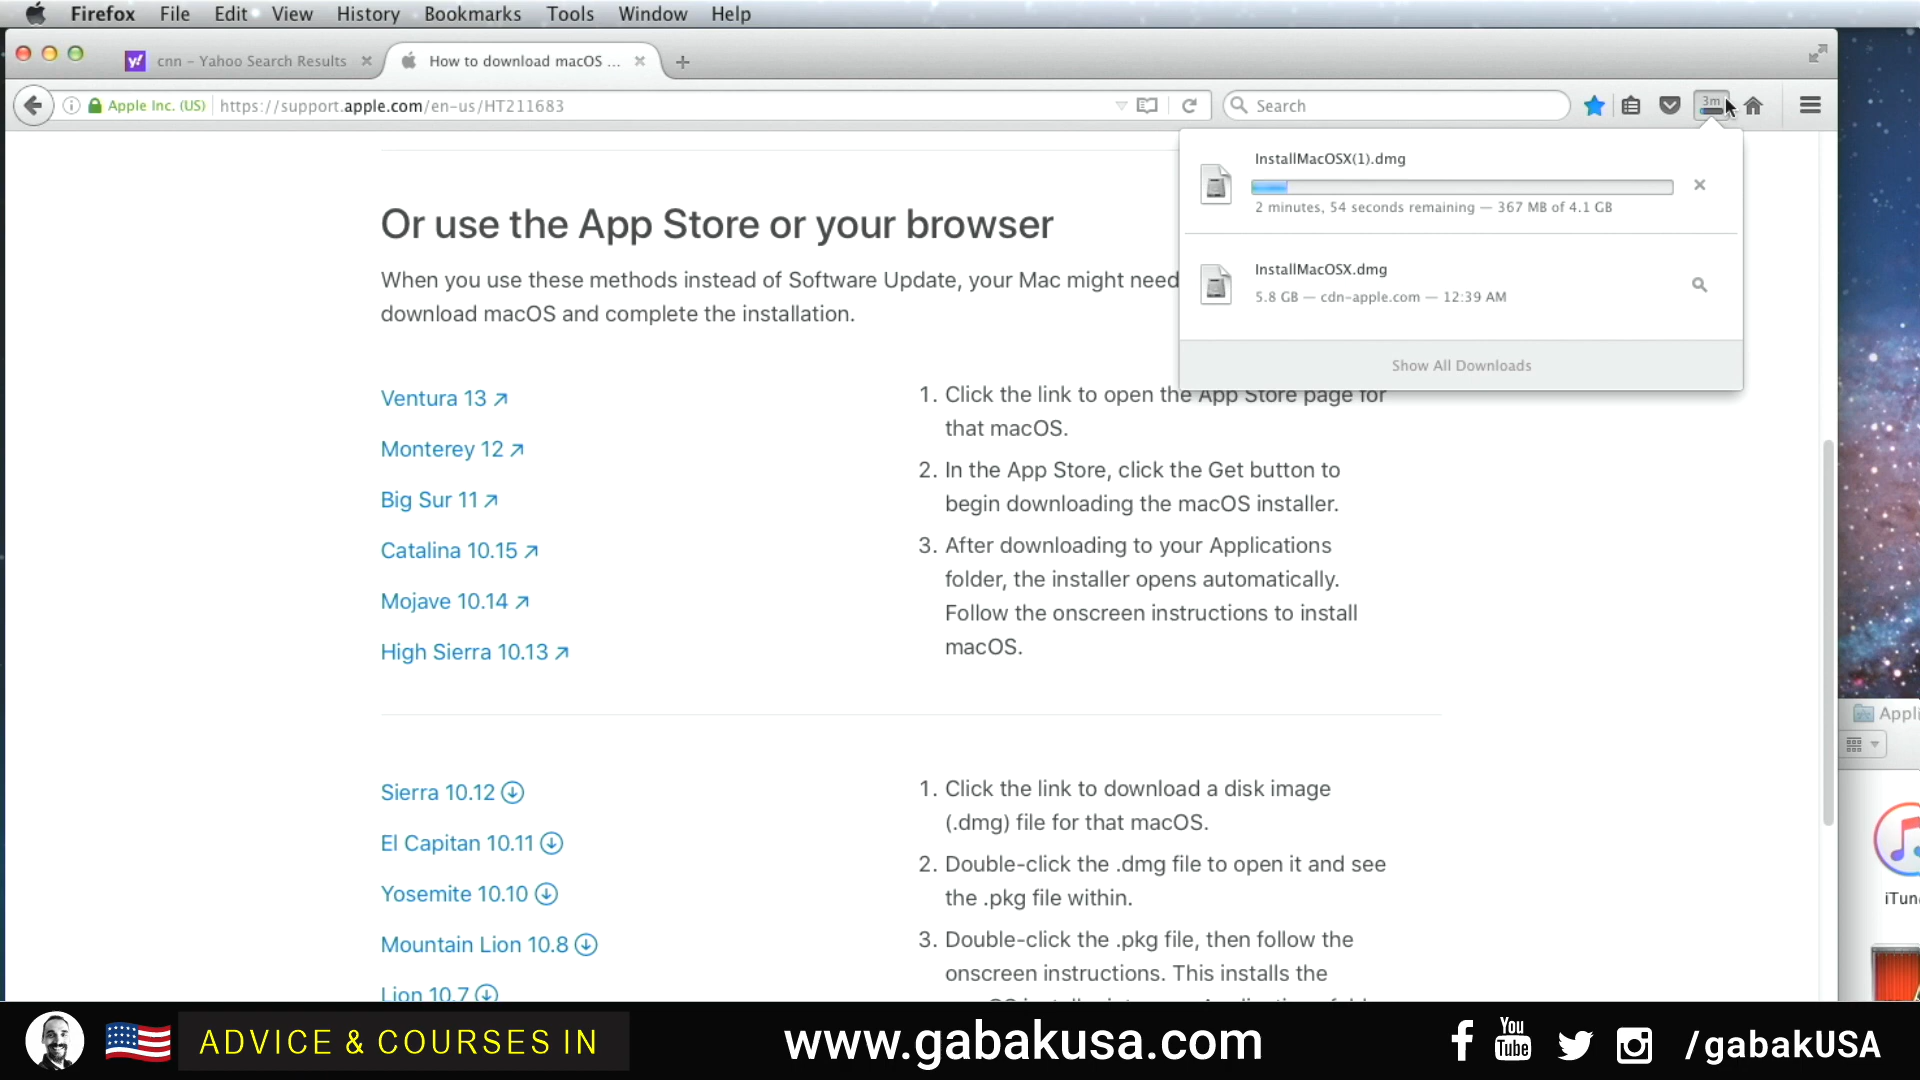 Firefox File Edit View History Bookmarks Tools Window Help
cnn - Yahoo Search Results
How to download macOS ...
Apple Inc. (US) https://support.apple.com/en-us/HT211683
Search
3m
InstallMacOSX(1).dmg
2 minutes, 54 seconds remaining — 367 MB of 4.1 GB
InstallMacOSX.dmg
5.8 GB — cdn-apple.com — 12:39 AM
Show All Downloads
Or use the App Store or your browser
When you use these methods instead of Software Update, your Mac might need
download macOS and complete the installation.
Ventura 13 ↗
Monterey 12 ↗
Big Sur 11 ↗
Catalina 10.15 ↗
Mojave 10.14 ↗
High Sierra 10.13 ↗
1. Click the link to open the App Store page for
that macOS.
2. In the App Store, click the Get button to
begin downloading the macOS installer.
3. After downloading to your Applications
folder, the installer opens automatically.
Follow the onscreen instructions to install
macOS.
Sierra 10.12
El Capitan 10.11
Yosemite 10.10
Mountain Lion 10.8
Lion 10.7
1. Click the link to download a disk image
(.dmg) file for that macOS.
2. Double-click the .dmg file to open it and see
the .pkg file within.
3. Double-click the .pkg file, then follow the
onscreen instructions. This installs the
Appli
iTun
ADVICE & COURSES IN
www.gabakusa.com
You
Tube
/gabakUSA